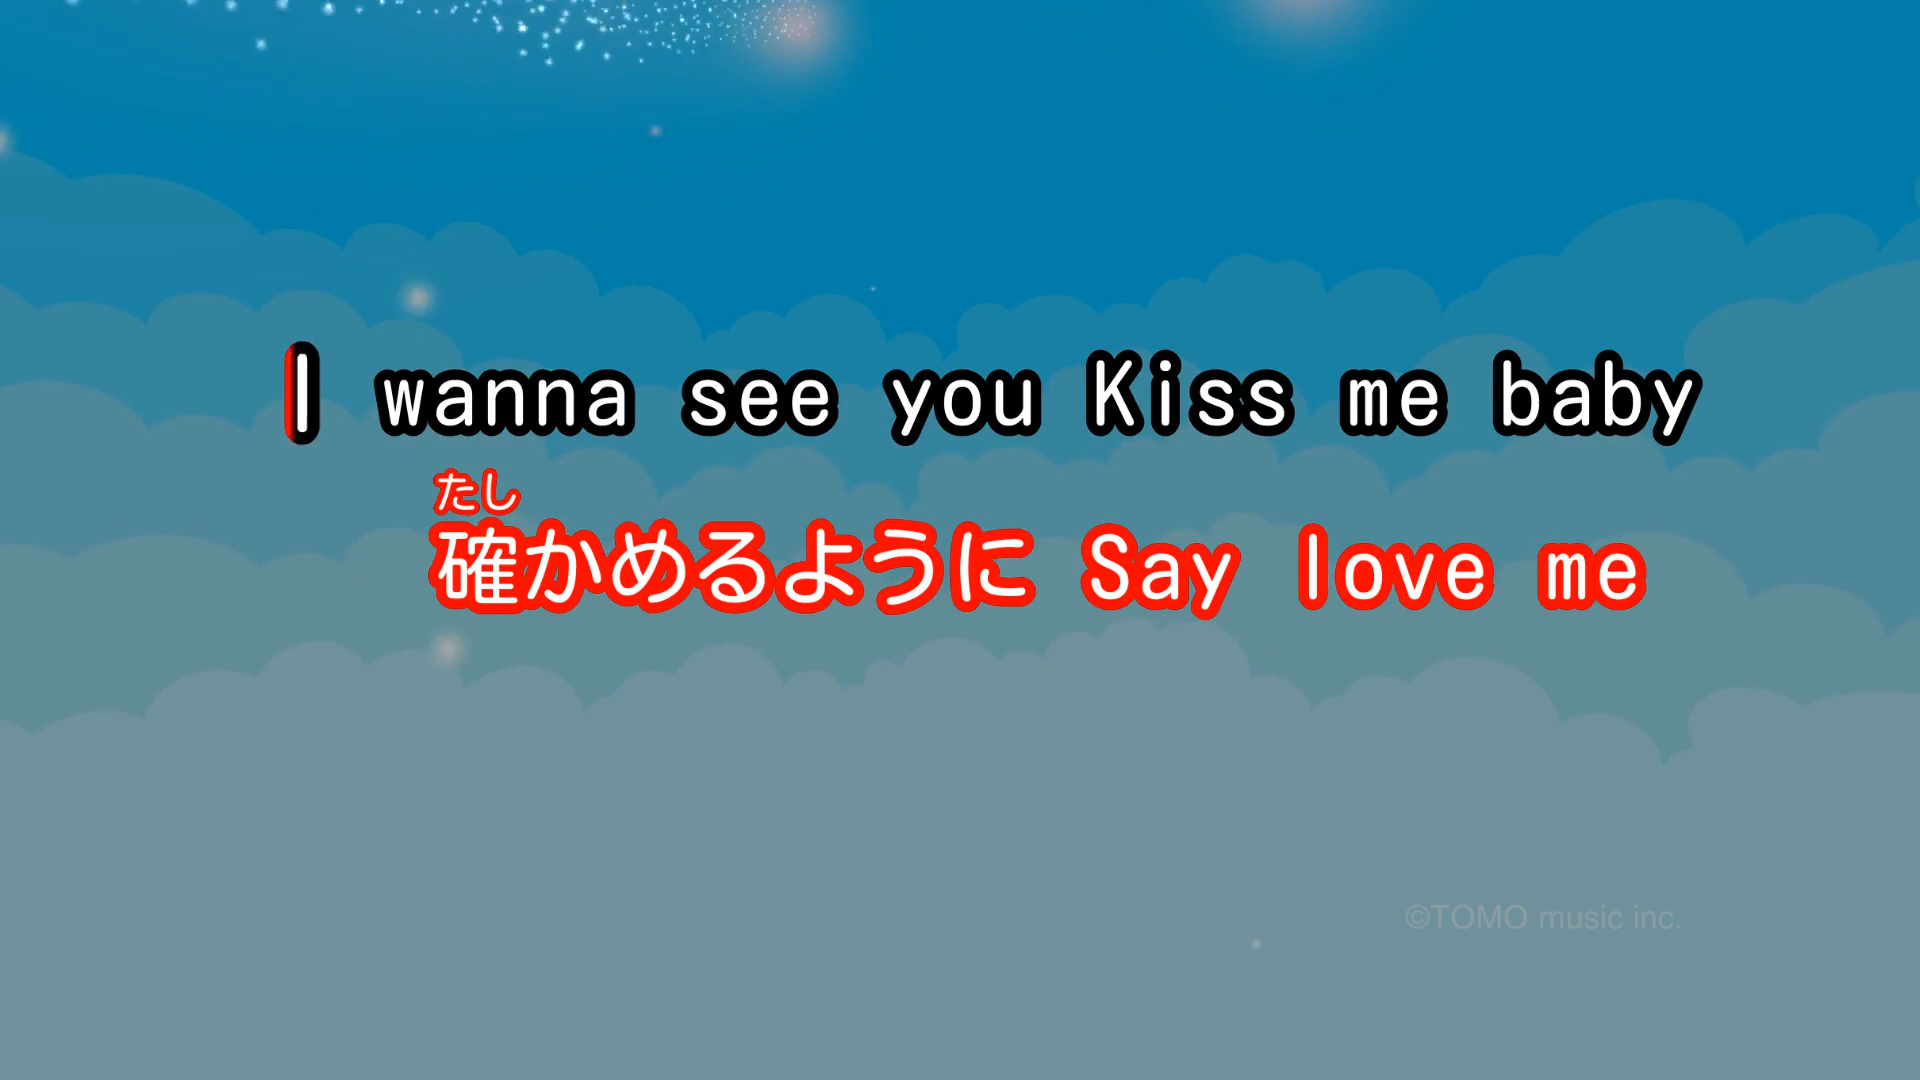 I wanna see you Kiss me baby
たし
確かめるように Say love me
©TOMO music inc.